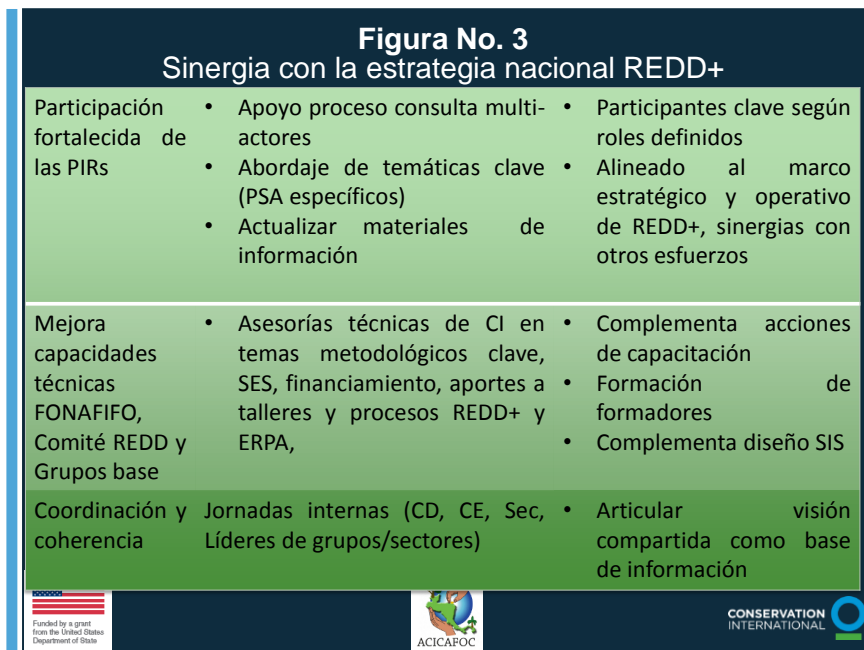 Figura No. 3
Sinergia con la estrategia nacional REDD+
Participación
fortalecida de
las PIRs
• Apoyo proceso consulta multi-
actores
• Abordaje de temáticas clave
(PSA específicos)
• Actualizar materiales de
información
• Participantes clave según
roles definidos
• Alineado al marco
estratégico y operativo
de REDD+, sinergias con
otros esfuerzos
Mejora
capacidades
técnicas
FONAFIFO,
Comité REDD y
Grupos base
• Asesorías técnicas de CI en
temas metodológicos clave,
SES, financiamiento, aportes a
talleres y procesos REDD+ y
ERPA,
• Complementa acciones
de capacitación
• Formación de
formadores
• Complementa diseño SIS
Coordinación y
coherencia
Jornadas internas (CD, CE, Sec,
Líderes de grupos/sectores)
• Articular visión
compartida como base
de información
Funded by a grant
from the United States
Department of State
ACICAFOC
CONSERVATION
INTERNATIONAL